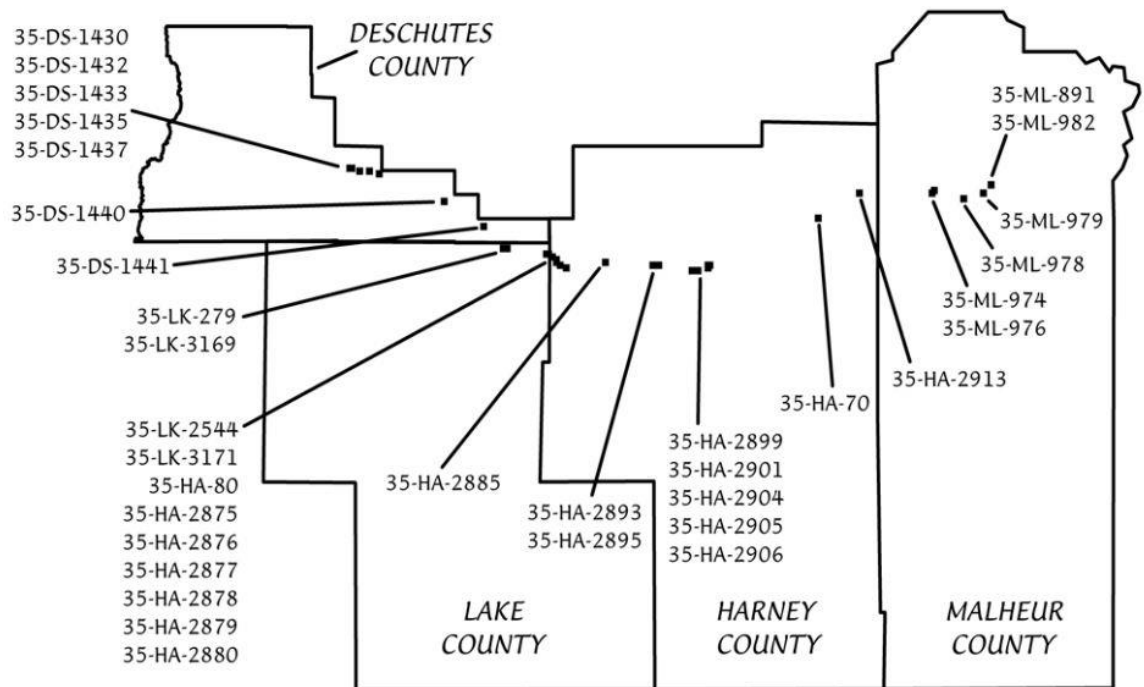 35-DS-1430
35-DS-1432
35-DS-1433
35-DS-1435
35-DS-1437
DESCHUTES
COUNTY
35-DS-1440
35-DS-1441
35-LK-279
35-LK-3169
35-LK-2544
35-LK-3171
35-HA-80
35-HA-2875
35-HA-2876
35-HA-2877
35-HA-2878
35-HA-2879
35-HA-2880
35-HA-2885
35-HA-2893
35-HA-2895
35-HA-2899
35-HA-2901
35-HA-2904
35-HA-2905
35-HA-2906
35-HA-70
35-HA-2913
35-ML-891
35-ML-982
35-ML-979
35-ML-978
35-ML-974
35-ML-976
LAKE
COUNTY
HARNEY
COUNTY
MALHEUR
COUNTY